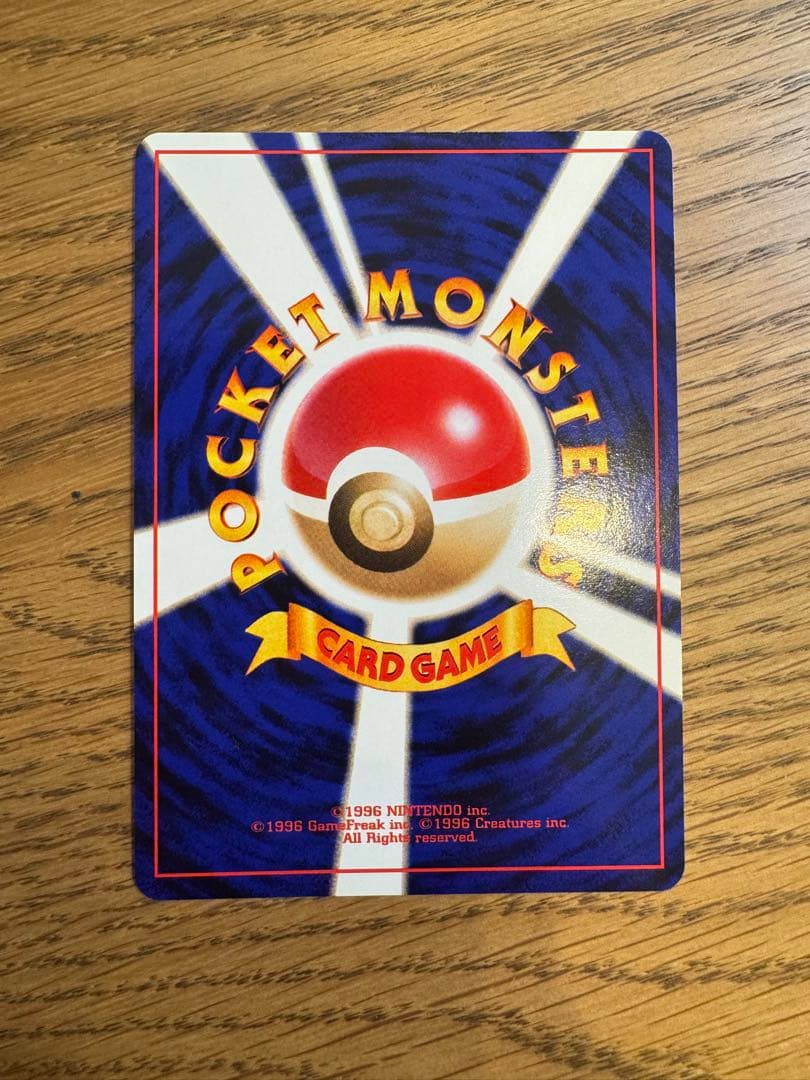 POCKET MONSTERS
CARD GAME
©1996 NINTENDO inc.
©1996 GameFreak inc. ©1996 Creatures inc.
All Rights reserved.